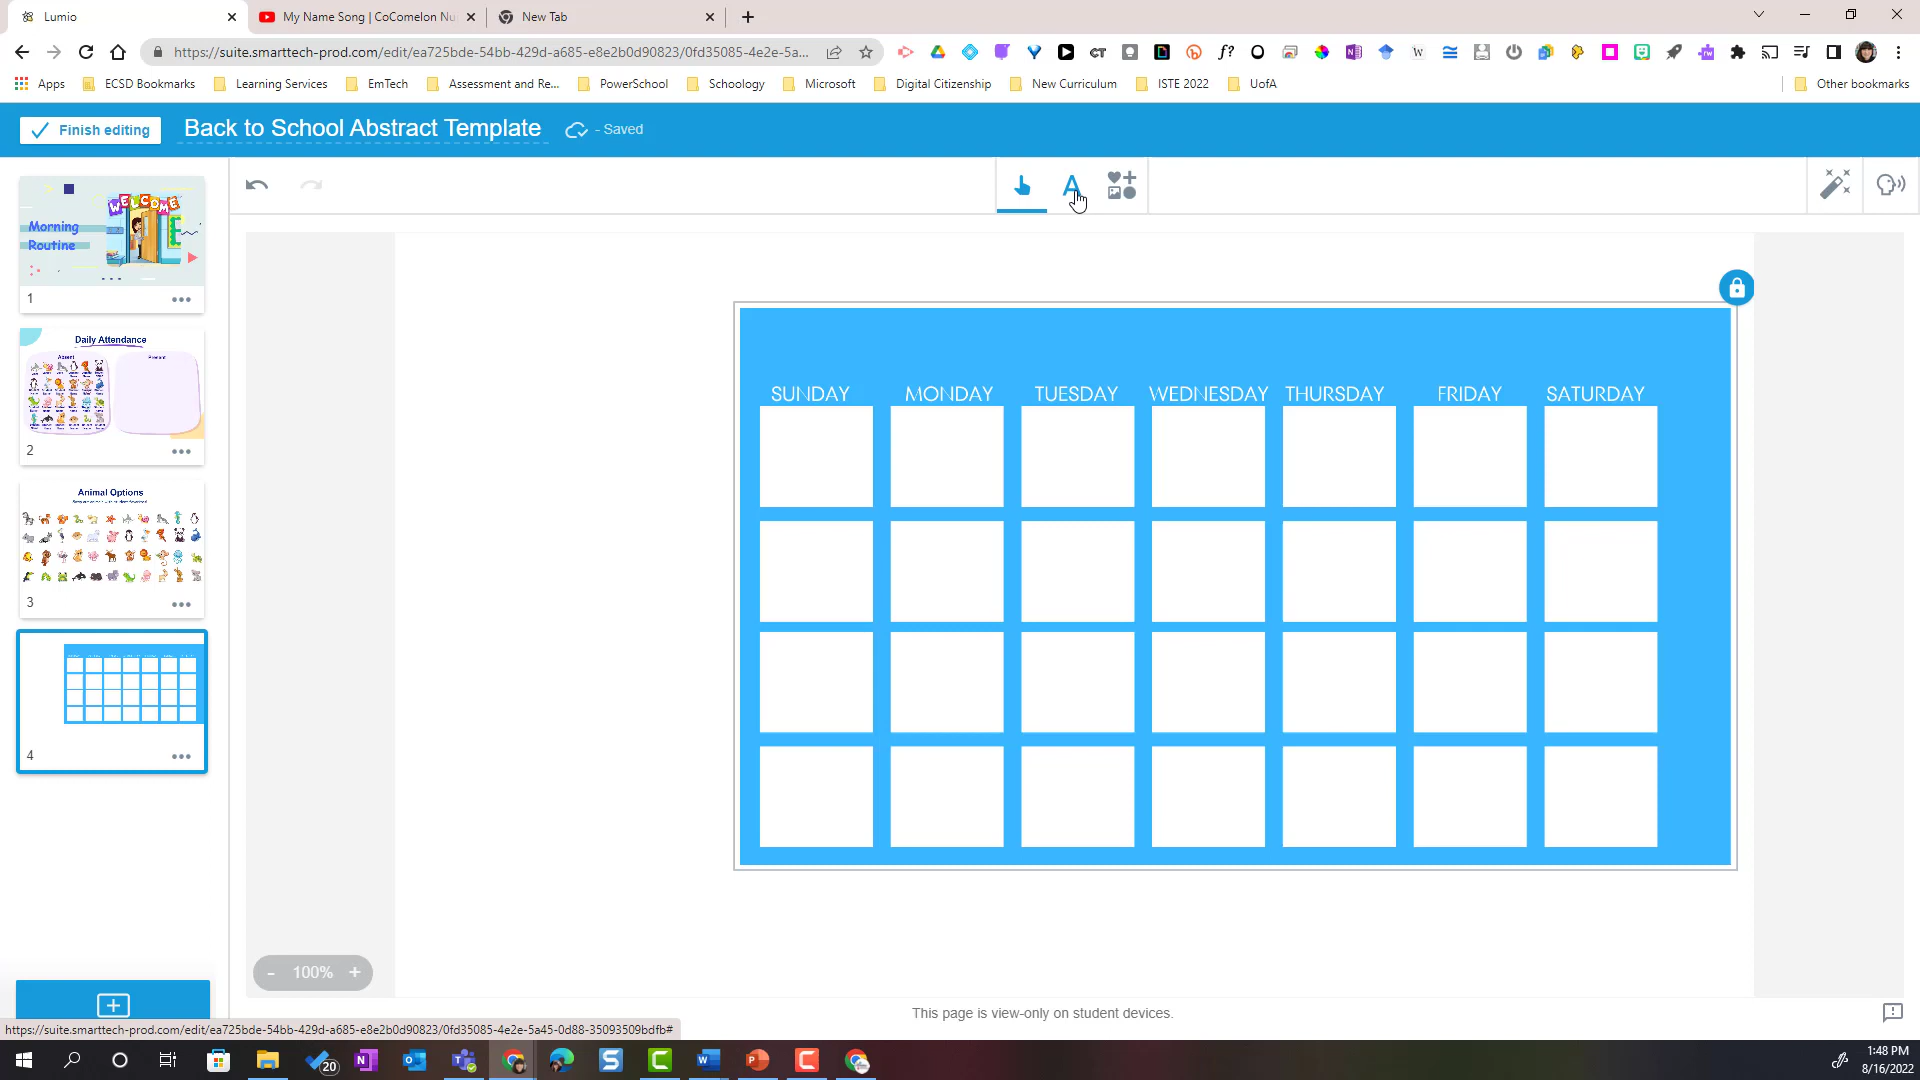 Lumio
My Name Song | CoComelon Nu
New Tab
https://suite.smarttech-prod.com/edit/ea725bde-54bb-429d-a685-e8e2b0d90823/0fd35085-4e2e-5a...
Apps
ECSD Bookmarks
Learning Services
EmTech
Assessment and Re...
PowerSchool
Schoology
Microsoft
Digital Citizenship
New Curriculum
ISTE 2022
UofA
Other bookmarks
Finish editing
Back to School Abstract Template
- Saved
WELCOME
Morning
Routine
1
Daily Attendance
Absent
Present
2
Animal Options
3
4
SUNDAY MONDAY TUESDAY WEDNESDAY THURSDAY FRIDAY SATURDAY
- 100% +
This page is view-only on student devices.
https://suite.smarttech-prod.com/edit/ea725bde-54bb-429d-a685-e8e2b0d90823/0fd35085-4e2e-5a45-0d88-35093509bdfb#
20
1:48 PM
8/16/2022